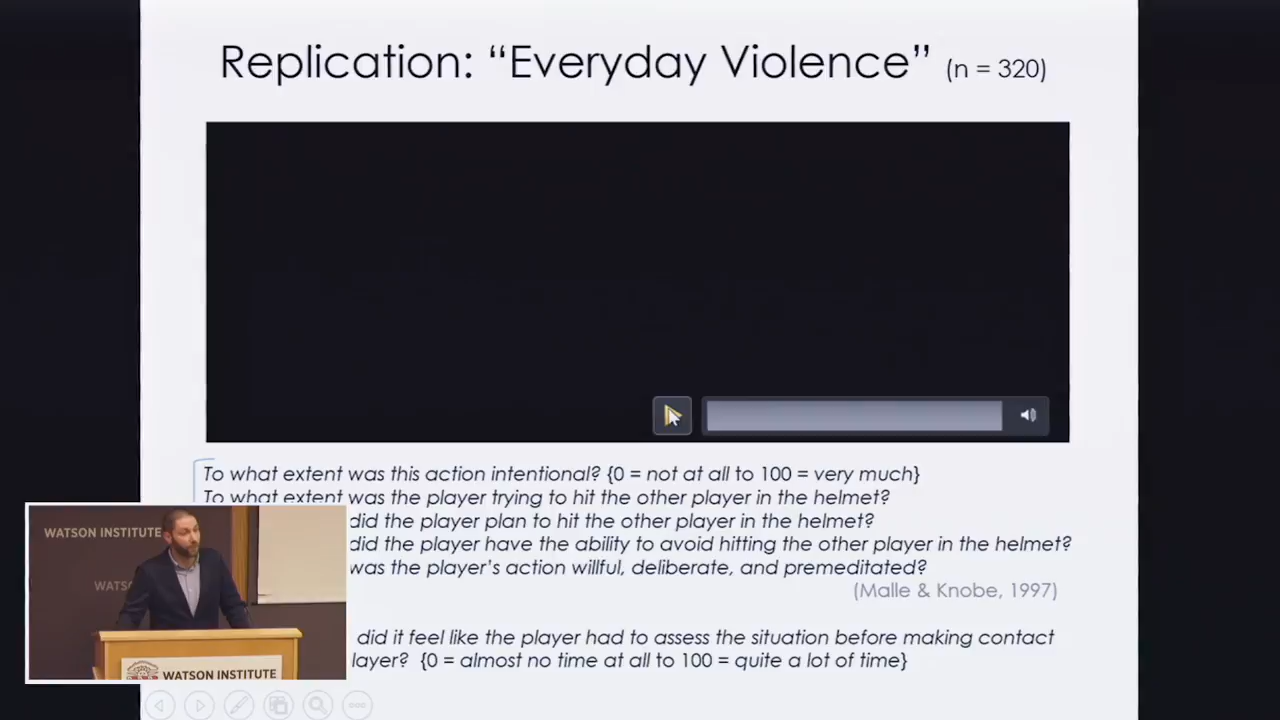 Replication: “Everyday Violence” (n = 320)
To what extent was this action intentional? {0 = not at all to 100 = very much}
To what extent was the player trying to hit the other player in the helmet?
did the player plan to hit the other player in the helmet?
did the player have the ability to avoid hitting the other player in the helmet?
was the player’s action willful, deliberate, and premeditated?
(Malle & Knobe, 1997)
did it feel like the player had to assess the situation before making contact
layer? {0 = almost no time at all to 100 = quite a lot of time}
WATSON INSTITUTE
WATS
WATSON INSTITUTE